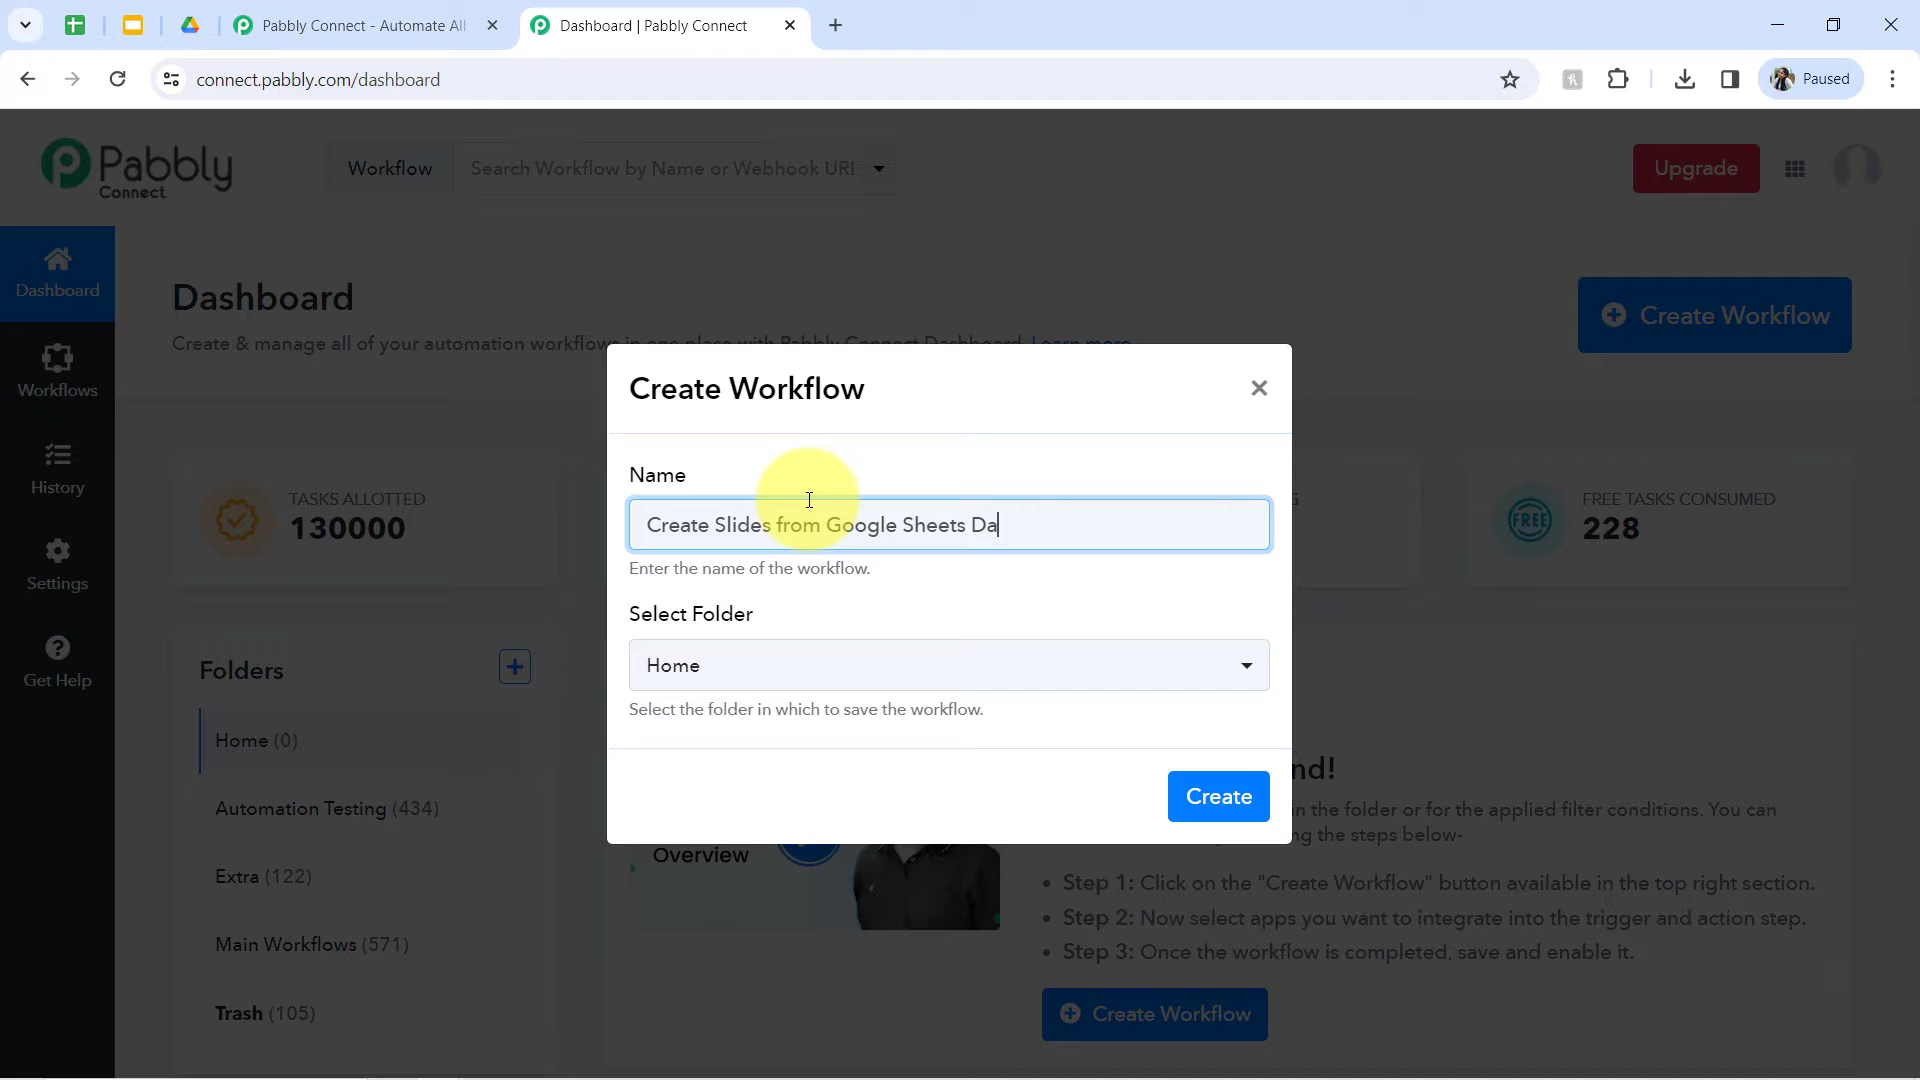 Pabbly Connect - Automate All
Dashboard | Pabbly Connect
connect.pabbly.com/dashboard
Paused
Pabbly
Connect
Workflow
Search Workflow by Name or Webhook URL
Upgrade
Dashboard
Workflows
History
Settings
Get Help
Dashboard
Create & manage all of your automation workflows in one place with Pabbly Connect Dashboard. Learn more
Create Workflow
TASKS ALLOTTED
130000
FREE TASKS CONSUMED
FREE
228
Create Workflow
Name
Create Slides from Google Sheets Da
Enter the name of the workflow.
Select Folder
Home
Select the folder in which to save the workflow.
Create
Folders
Home (0)
Automation Testing (434)
Extra (122)
Main Workflows (571)
Trash (105)
Overview
nd!
in the folder or for the applied filter conditions. You can
ng the steps below-
Step 1: Click on the "Create Workflow" button available in the top right section.
Step 2: Now select apps you want to integrate into the trigger and action step.
Step 3: Once the workflow is completed, save and enable it.
Create Workflow